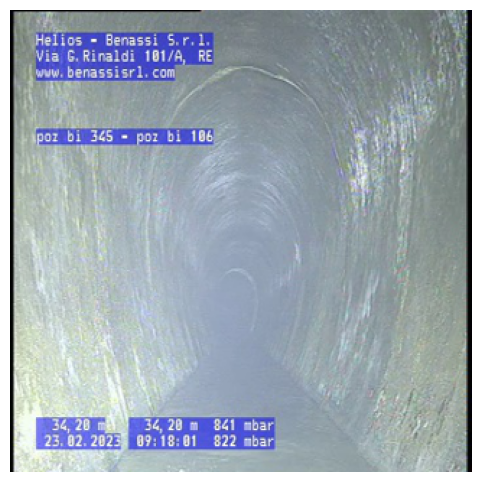 Helios - Benassi S.r.l.
Via G.Rinaldi 101/A, RE
www.benassisrl.com
poz bi 345 - poz bi 106
34,20 m 34,20 m 841 mbar
23.02.2023 09:18:01 822 mbar